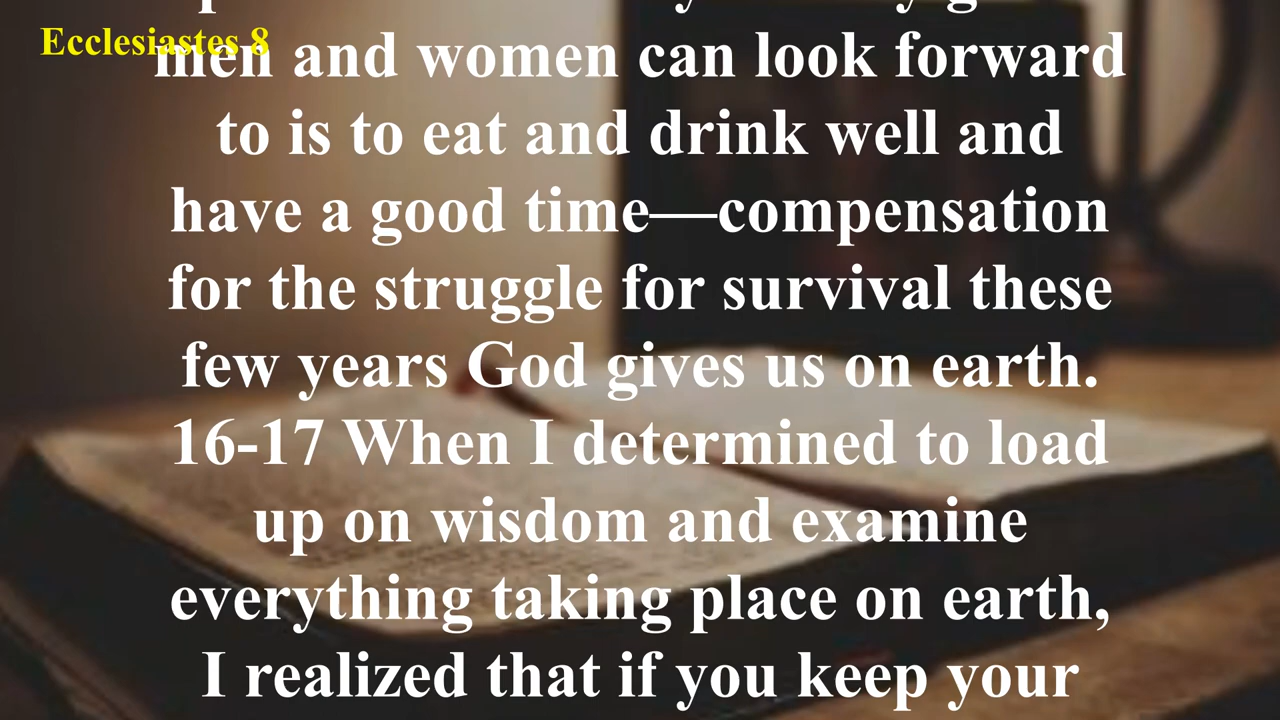 Ecclesiastes 8
men and women can look forward
to is to eat and drink well and
have a good time—compensation
for the struggle for survival these
few years God gives us on earth.
16-17 When I determined to load
up on wisdom and examine
everything taking place on earth,
I realized that if you keep your